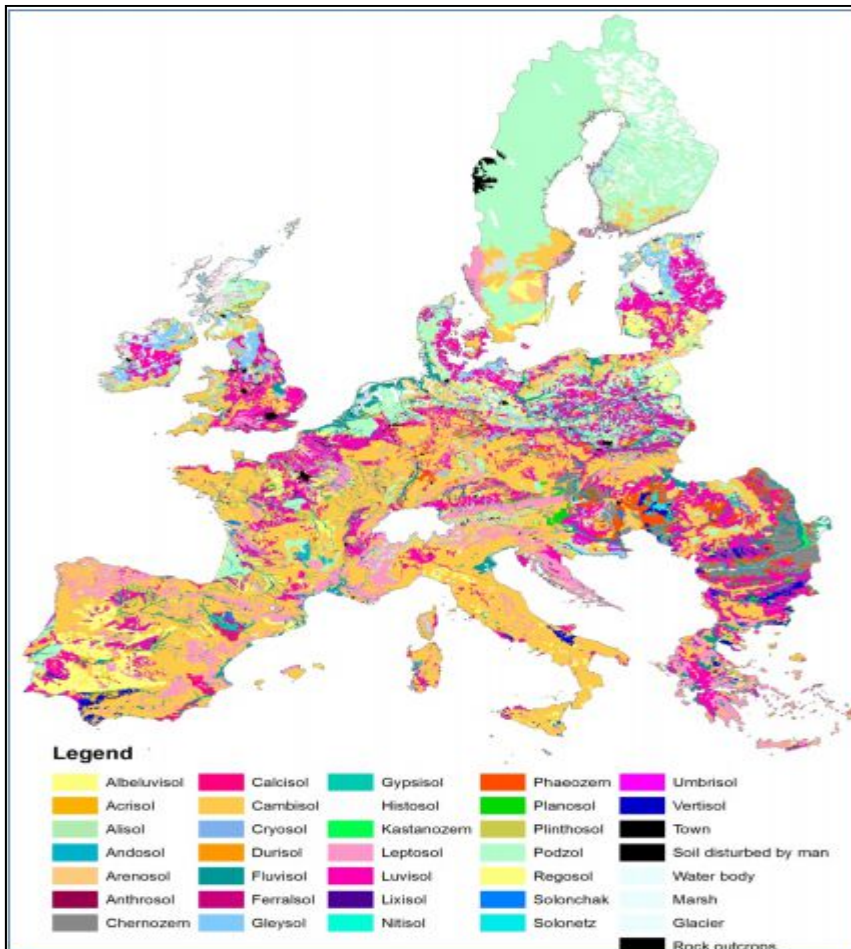 Legend
Albeluvisol
Acrisol
Alisol
Andosol
Arenosol
Anthrosol
Chernozem
Calcisol
Cambisol
Cryosol
Durisol
Fluvisol
Ferralsol
Gleysol
Gypsisol
Histosol
Kastanozem
Leptosol
Luvisol
Lixisol
Nitisol
Phaeozem
Planosol
Plinthosol
Podzol
Regosol
Solonchak
Solonetz
Umbrisol
Vertisol
Town
Soil disturbed by man
Water body
Marsh
Glacier
Rock outcrops